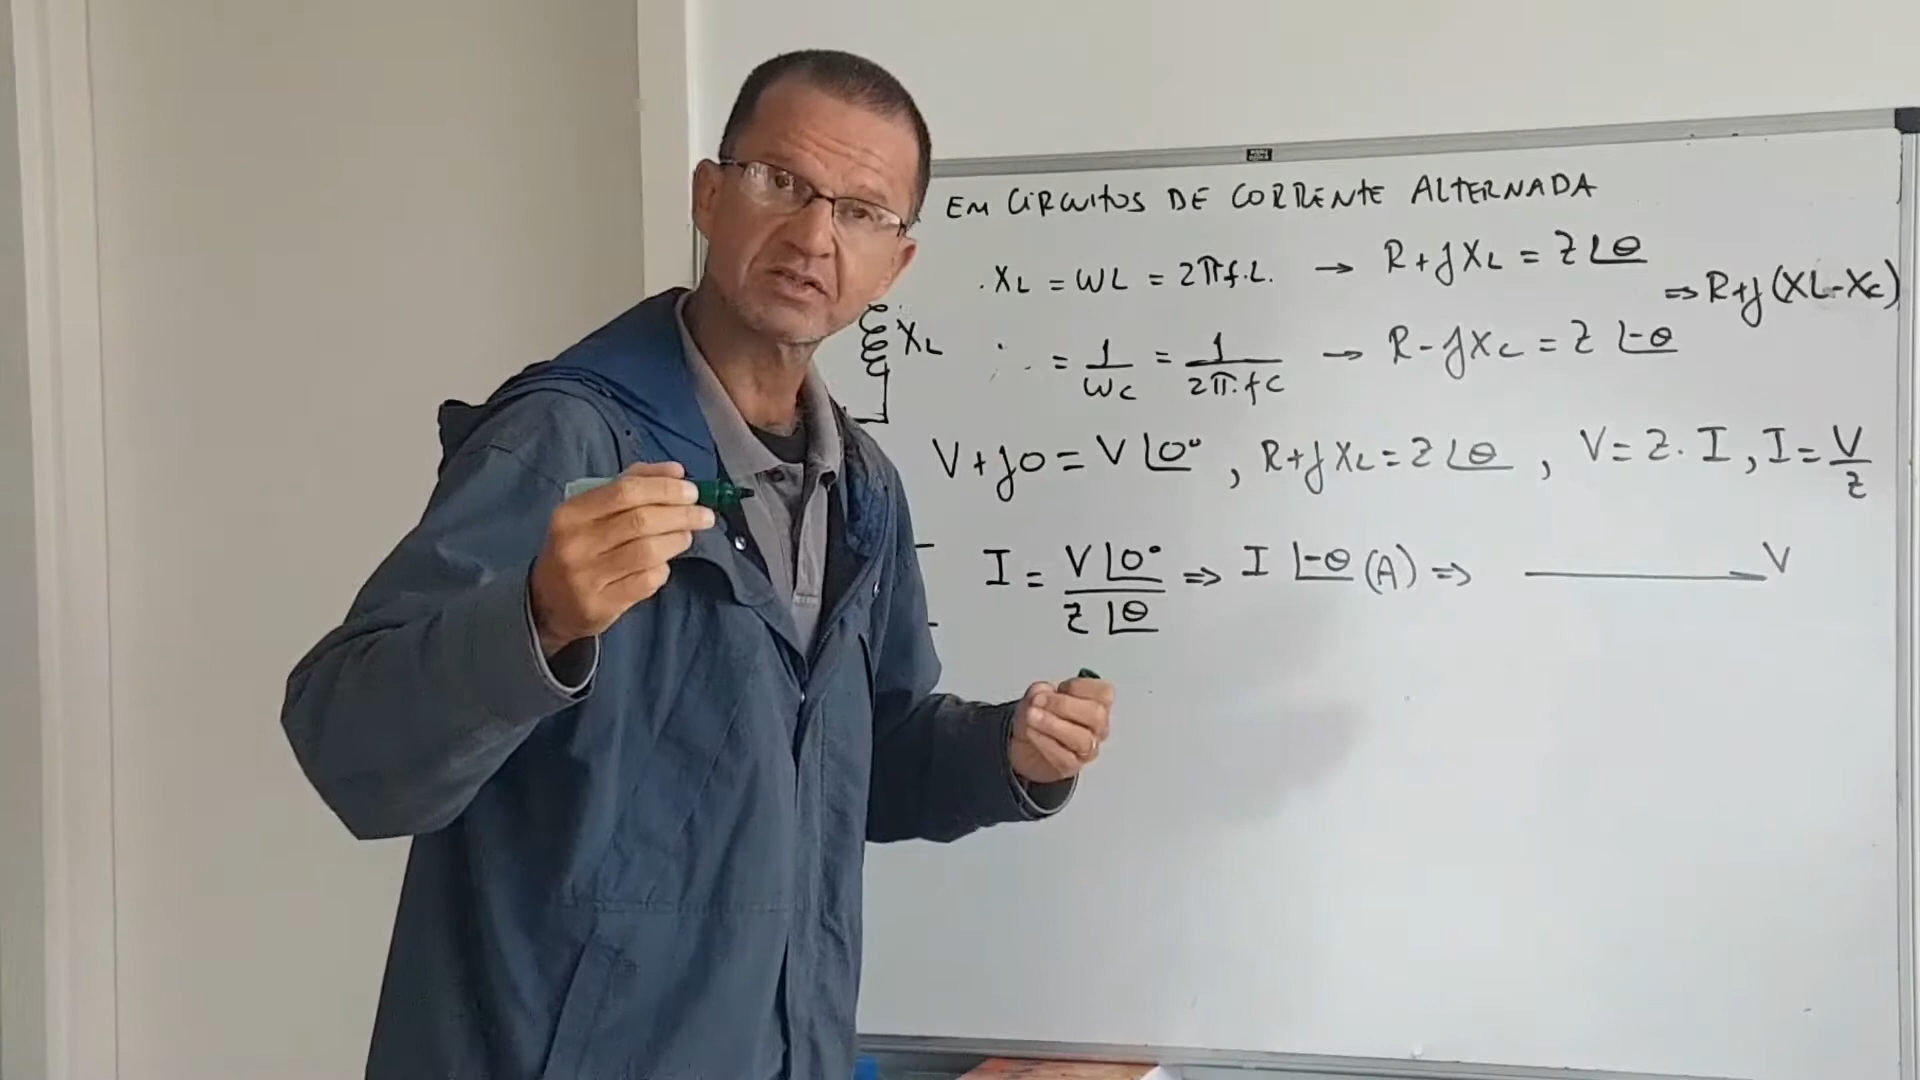 EM CIRCUITOS DE CORRENTE ALTERNADA
. XL = WL = 2πf.L. → R+jXL = Z∠θ
⇒ R+j(XL-Xc)
XL
= 1/Wc = 1/2π.fC → R-jXc = Z ∠-θ
V+j0 = V∠0° , R+jXL = Z∠θ , V = Z . I , I = V/Z
I = V∠0°/Z∠θ ⇒ I ∠-θ (A) ⇒ V